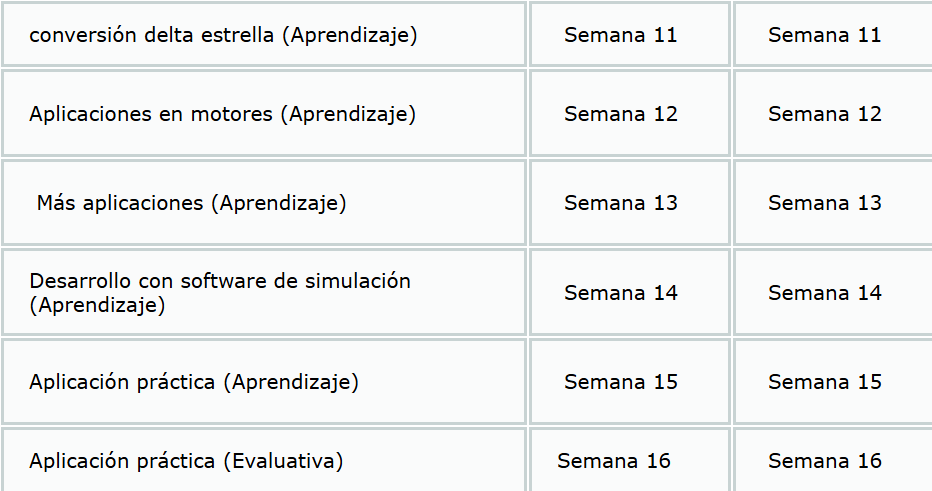 conversión delta estrella (Aprendizaje) Semana 11 Semana 11
Aplicaciones en motores (Aprendizaje) Semana 12 Semana 12
Más aplicaciones (Aprendizaje) Semana 13 Semana 13
Desarrollo con software de simulación
(Aprendizaje) Semana 14 Semana 14
Aplicación práctica (Aprendizaje) Semana 15 Semana 15
Aplicación práctica (Evaluativa) Semana 16 Semana 16